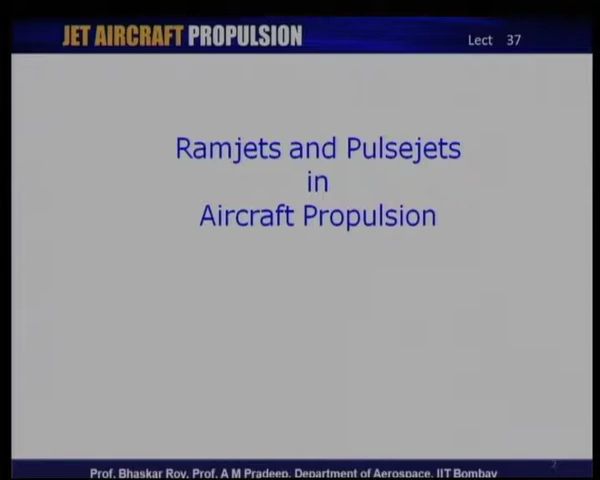 JET AIRCRAFT PROPULSION
Lect 37
Ramjets and Pulsejets
in
Aircraft Propulsion
2
Prof. Bhaskar Roy, Prof. A M Pradeep, Department of Aerospace, IIT Bombay